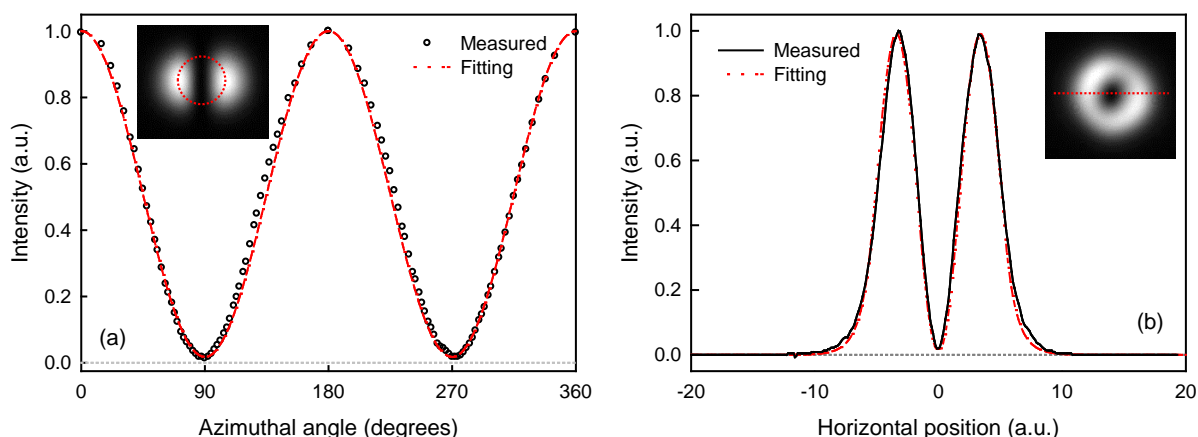 1.0
0.8
0.6
0.4
0.2
0.0
Intensity (a.u.)
Measured
Fitting
(a)
0 90 180 270 360
Azimuthal angle (degrees)
1.0
0.8
0.6
0.4
0.2
0.0
Intensity (a.u.)
Measured
Fitting
(b)
-20 -10 0 10 20
Horizontal position (a.u.)